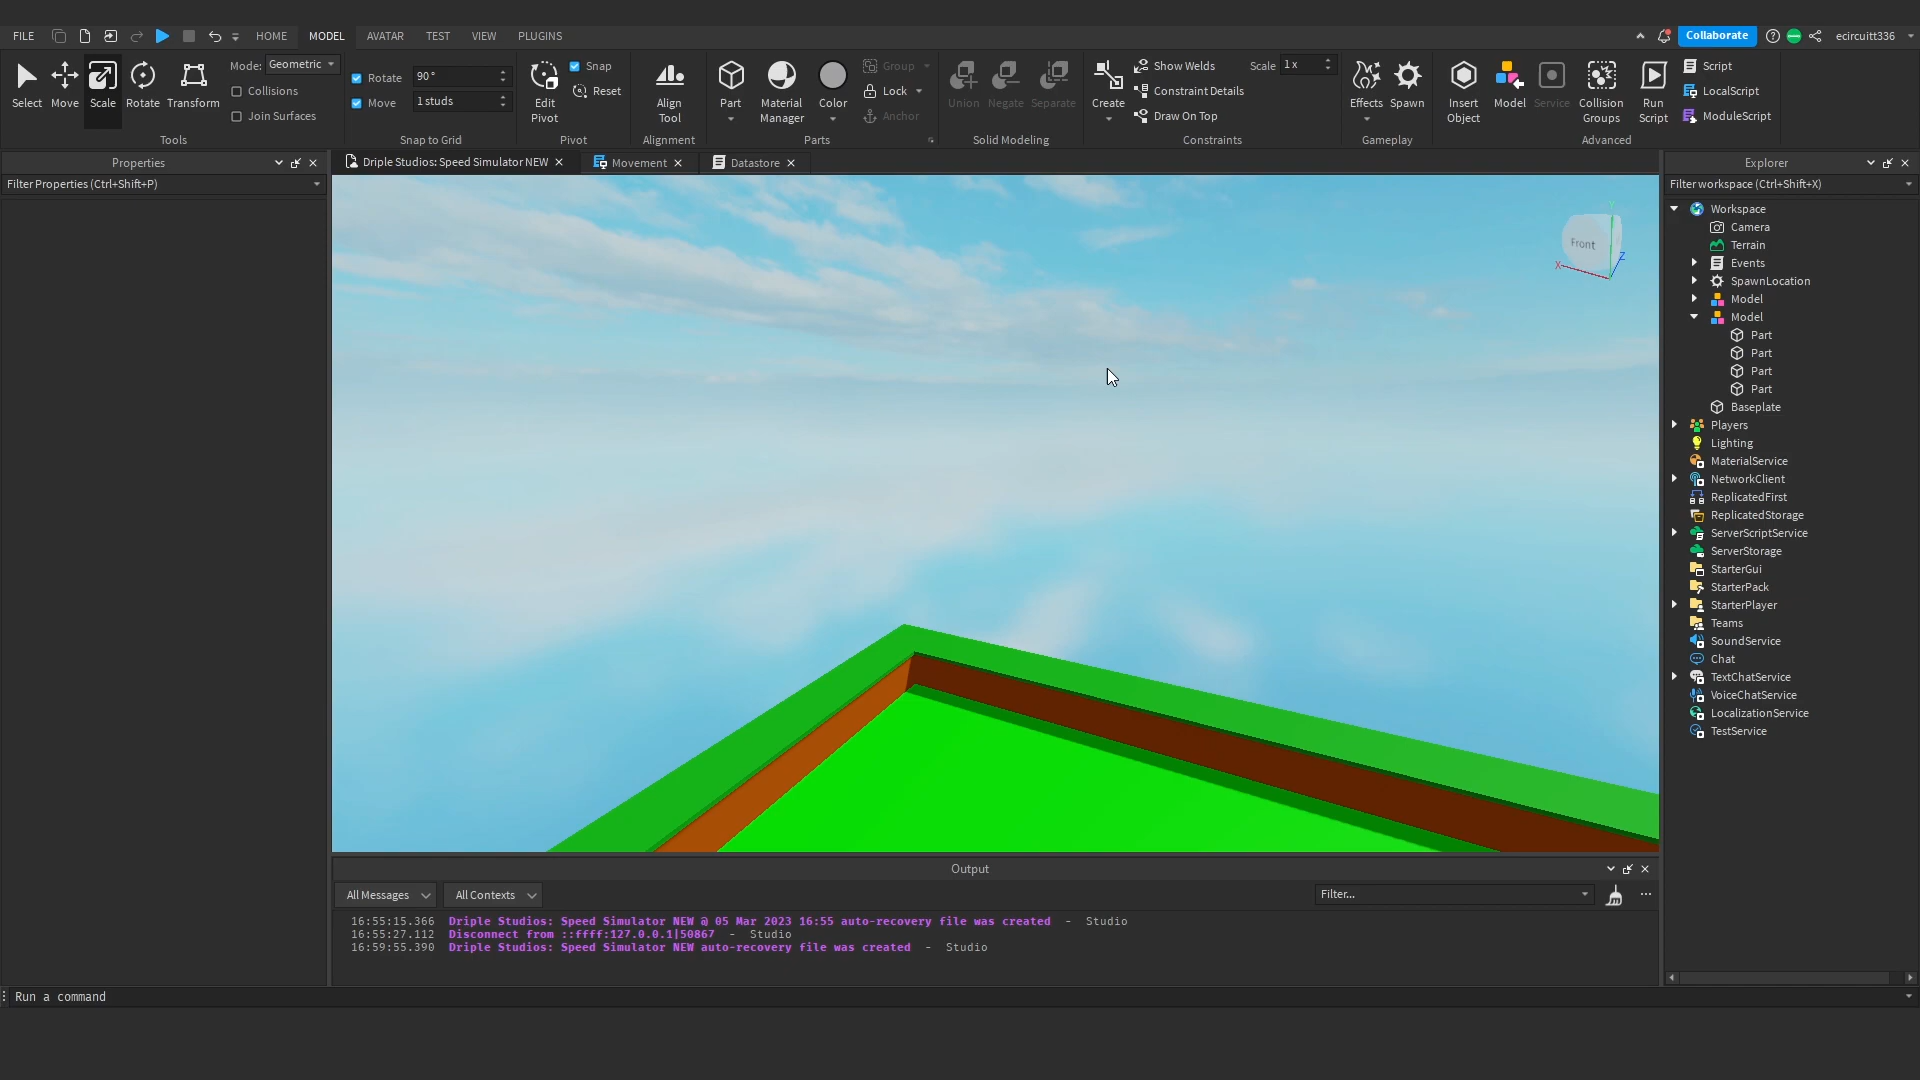 FILE HOME MODEL AVATAR TEST VIEW PLUGINS Collaborate ecircuitt336
Select Move Scale Rotate Transform
Mode: Geometric
Collisions
Join Surfaces
Tools
Rotate 90°
Move 1 studs
Snap to Grid
Edit Pivot
Snap
Reset
Pivot
Align Tool
Alignment
Part
Material Manager
Color
Group
Lock
Anchor
Parts
Union Negate Separate
Solid Modeling
Create
Show Welds
Constraint Details
Draw On Top
Scale 1 x
Constraints
Effects Spawn
Gameplay
Insert Object
Model
Service
Collision Groups
Run Script
Script
LocalScript
ModuleScript
Advanced
Properties
Filter Properties (Ctrl+Shift+P)
Driple Studios: Speed Simulator NEW
Movement
Datastore
Front
X
Y
Z
Explorer
Filter workspace (Ctrl+Shift+X)
Workspace
Camera
Terrain
Events
SpawnLocation
Model
Model
Part
Part
Part
Part
Baseplate
Players
Lighting
MaterialService
NetworkClient
ReplicatedFirst
ReplicatedStorage
ServerScriptService
ServerStorage
StarterGui
StarterPack
StarterPlayer
Teams
SoundService
Chat
TextChatService
VoiceChatService
LocalizationService
TestService
Output
All Messages All Contexts Filter...
16:55:15.366 Driple Studios: Speed Simulator NEW @ 05 Mar 2023 16:55 auto-recovery file was created - Studio
16:55:27.112 Disconnect from ::ffff:127.0.0.1|50867 - Studio
16:59:55.390 Driple Studios: Speed Simulator NEW auto-recovery file was created - Studio
Run a command